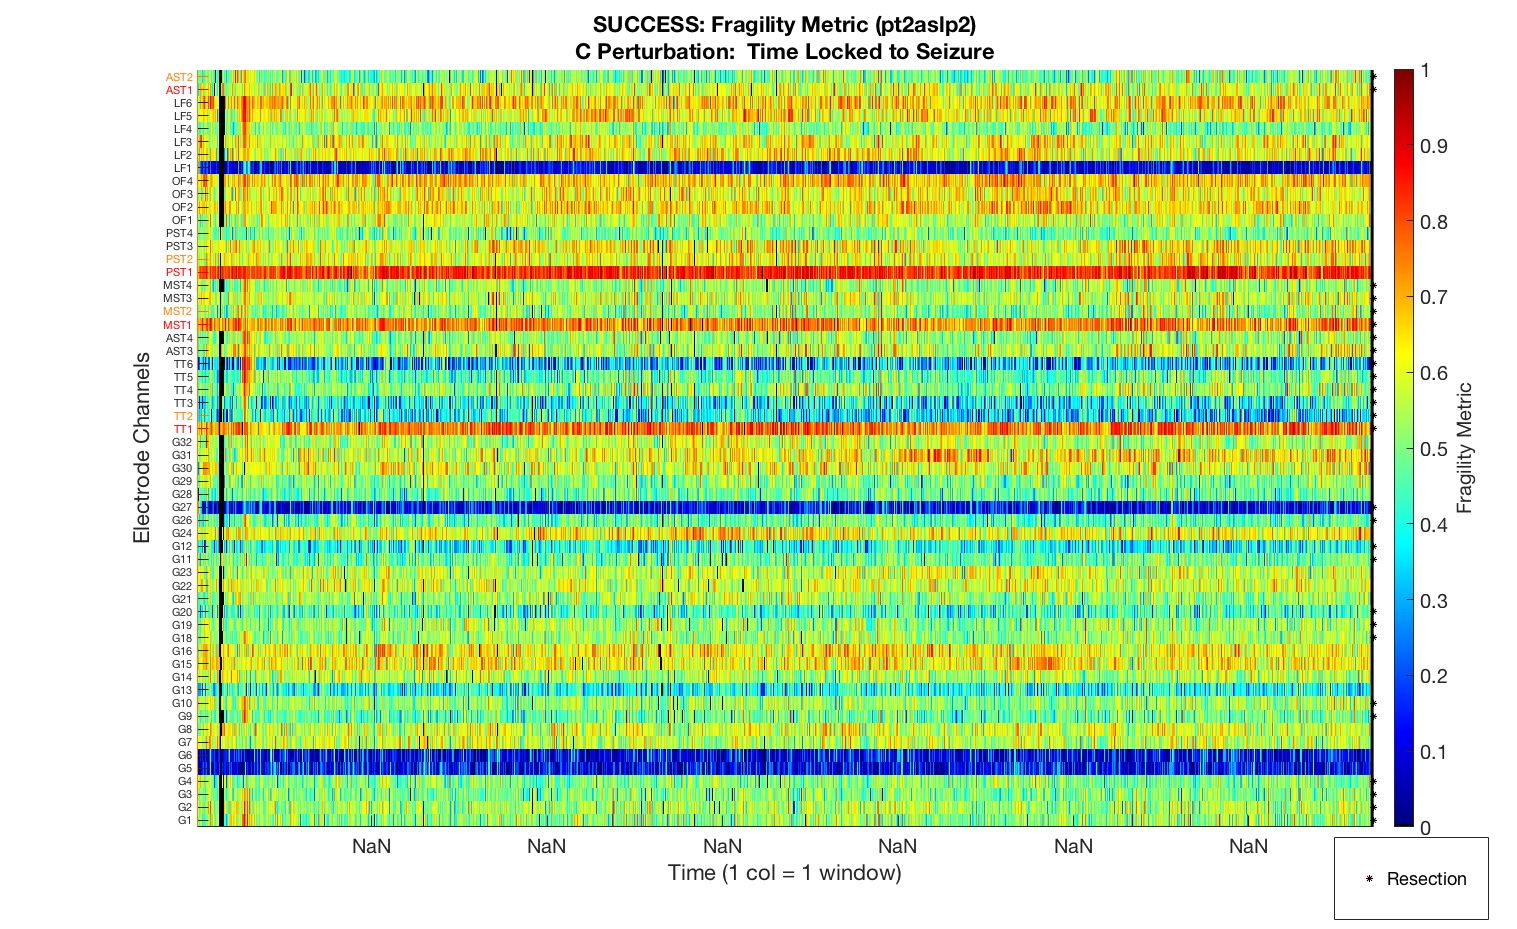 SUCCESS: Fragility Metric (pt2aslp2)
C Perturbation:  Time Locked to Seizure
Electrode Channels
AST2
AST1
LF6
LF5
LF4
LF3
LF2
LF1
OF4
OF3
OF2
OF1
PST4
PST3
PST2
PST1
MST4
MST3
MST2
MST1
AST4
AST3
TT6
TT5
TT4
TT3
TT2
TT1
G32
G31
G30
G29
G28
G27
G26
G24
G12
G11
G23
G22
G21
G20
G19
G18
G16
G15
G14
G13
G10
G9
G8
G7
G6
G5
G4
G3
G2
G1
NaN NaN NaN NaN NaN NaN
Time (1 col = 1 window)
1
0.9
0.8
0.7
0.6
0.5
0.4
0.3
0.2
0.1
0
Fragility Metric
* Resection